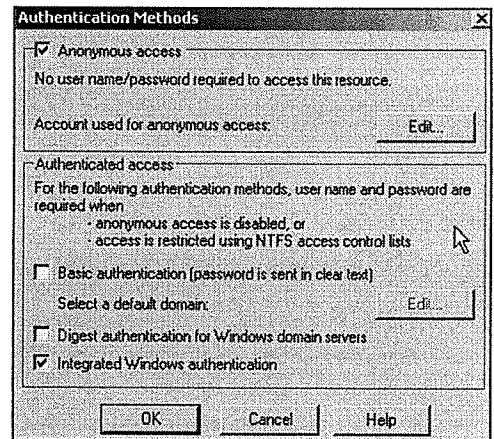 Authentication Methods
Anonymous access
No user name/password required to access this resource.
Account used for anonymous access:
Edit...
Authenticated access
For the following authentication methods, user name and password are
required when
- anonymous access is disabled, or
- access is restricted using NTFS access control lists
Basic authentication (password is sent in clear text)
Select a default domain:
Edit...
Digest authentication for Windows domain servers
Integrated Windows authentication
OK
Cancel
Help